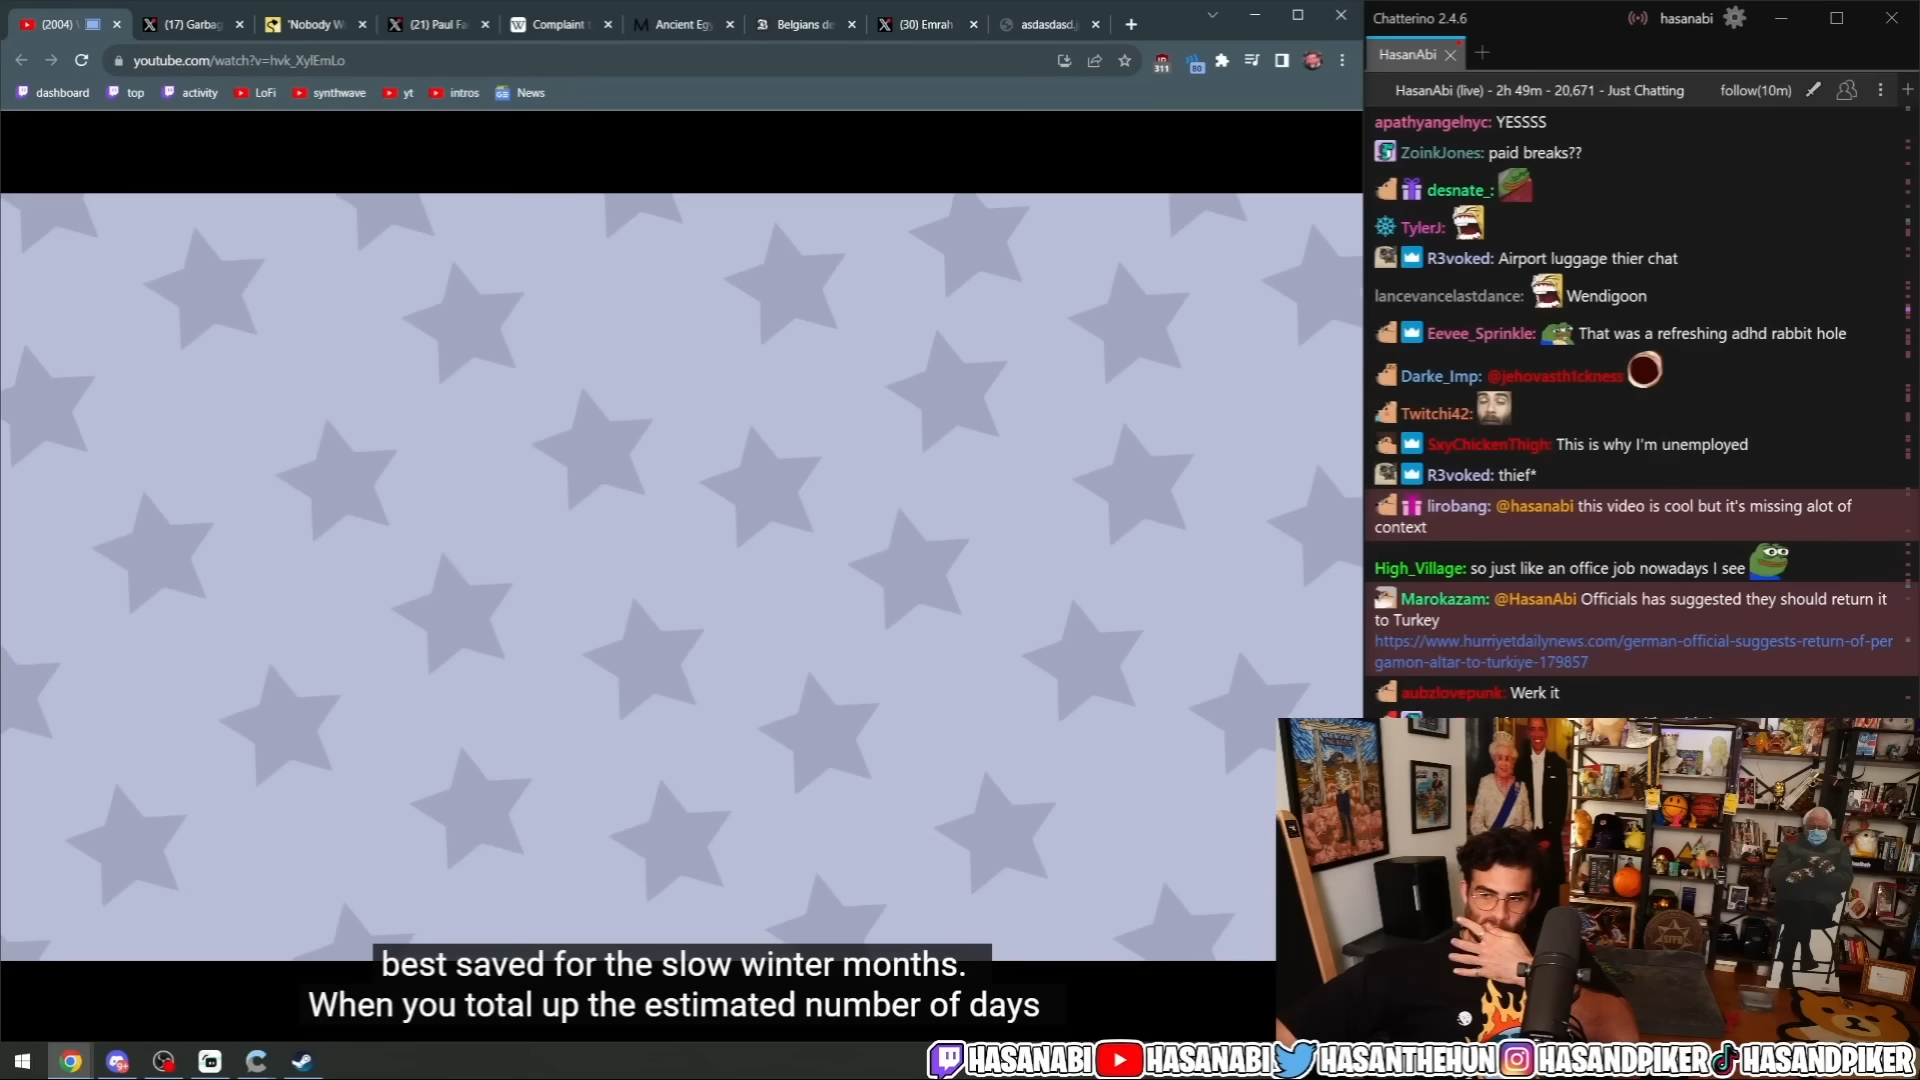 (2004)
(17) Garbag
'Nobody W
(21) Paul Fa
Complaint t
Ancient Eg
Belgians de
(30) Emrah
asdasdasd.j
youtube.com/watch?v=hvk_XylEmLo
311
80
dashboard
top
activity
LoFi
synthwave
yt
intros
News
best saved for the slow winter months.
When you total up the estimated number of days
Chatterino 2.4.6
hasanabi
HasanAbi
HasanAbi (live) - 2h 49m - 20,671 - Just Chatting
follow(10m)
apathyangelnyc: YESSSS
ZoinkJones: paid breaks??
desnate_:
TylerJ:
R3voked: Airport luggage thier chat
lancevancelastdance: Wendigoon
Eevee_Sprinkle: That was a refreshing adhd rabbit hole
Darke_Imp: @jehovasth1ckness
Twitchi42:
SxyChickenThigh: This is why I'm unemployed
R3voked: thief*
lirobang: @hasanabi this video is cool but it's missing alot of
context
High_Village: so just like an office job nowadays I see
Marokazam: @HasanAbi Officials has suggested they should return it
to Turkey
https://www.hurriyetdailynews.com/german-official-suggests-return-of-per
gamon-altar-to-turkiye-179857
aubzlovepunk: Werk it
HASANABI HASANABI HASANTHEHUN HASANDPIKER HASANDPIKER